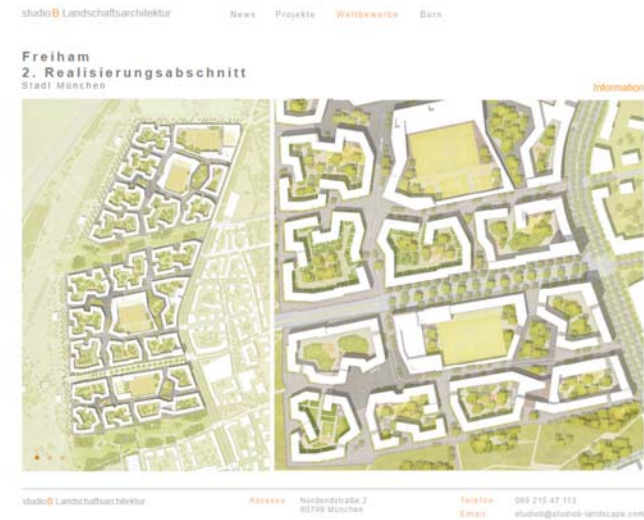 studio B Landschaftsarchitektur
News Projekte Wettbewerbe Büro
Freiham
2. Realisierungsabschnitt
Stadt München
Information
studio B Landschaftsarchitektur
Adresse Nordendstraße 2
80799 München
Telefon 089 215 47 113
Email studiob@studiob-landscape.com